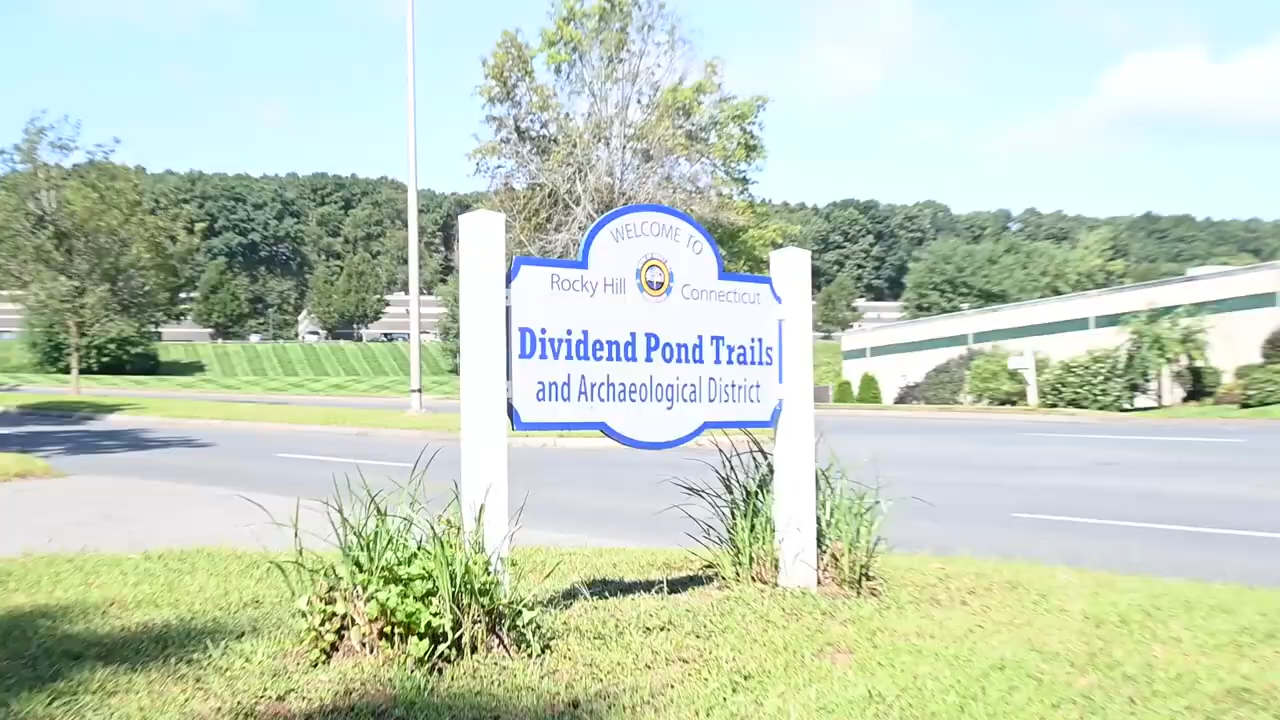 WELCOME TO
Rocky Hill Connecticut
Dividend Pond Trails
and Archaeological District